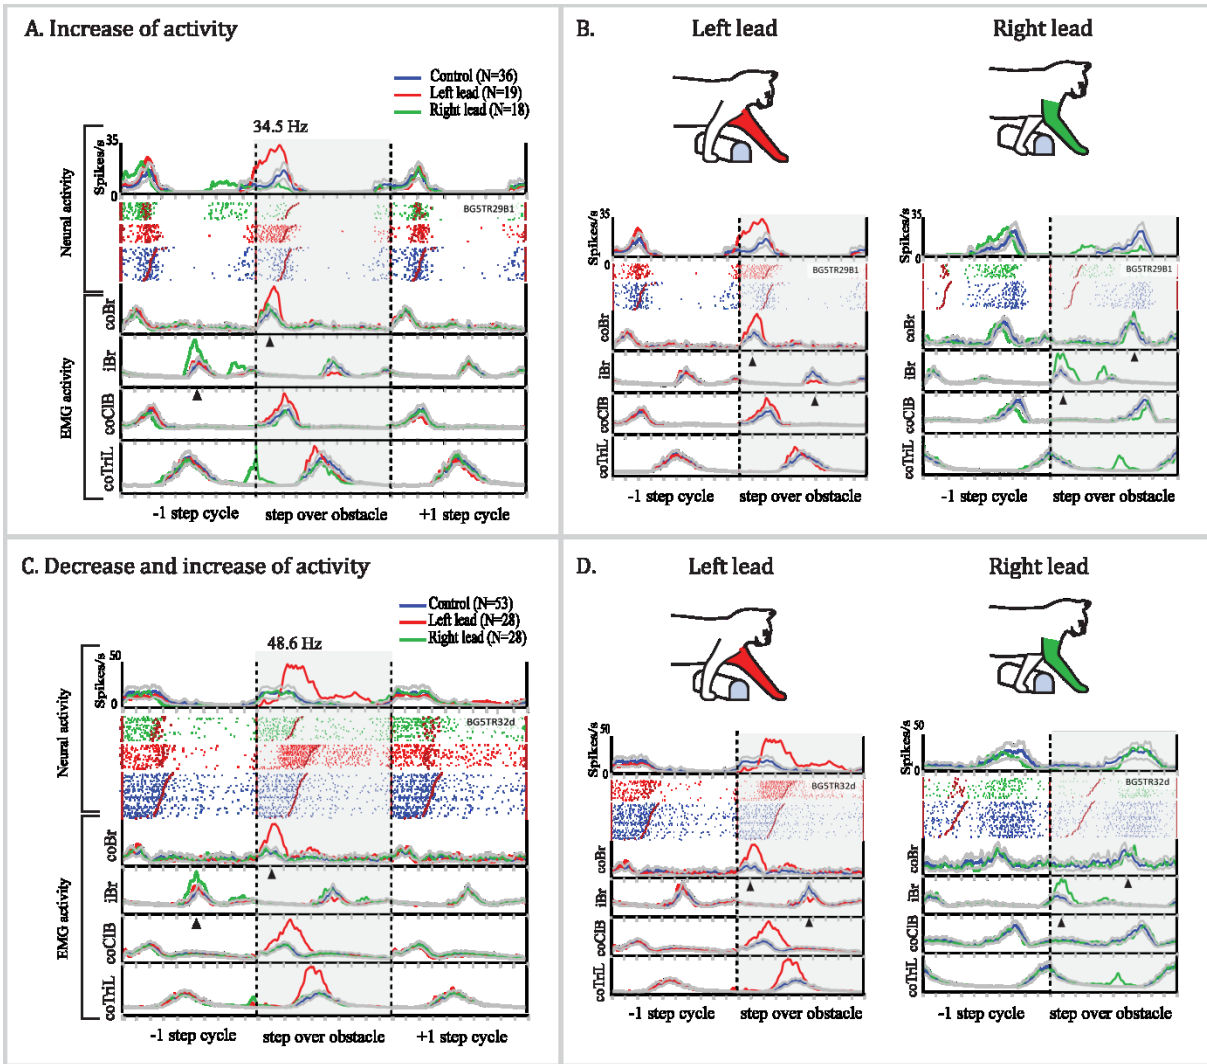 A. Increase of activity
Control (N=36)
Left lead (N=19)
Right lead (N=18)
34.5 Hz
Neural activity
Spikes/s
35
0
BG5TR29B1
EMG activity
coBr
iBr
coClB
coTriL
-1 step cycle
step over obstacle
+1 step cycle
B.
Left lead
Right lead
Spikes/s
35
0
BG5TR29B1
coBr
iBr
coClB
coTriL
-1 step cycle
step over obstacle
Spikes/s
35
0
BG5TR29B1
coBr
iBr
coClB
coTriL
-1 step cycle
step over obstacle
C. Decrease and increase of activity
Control (N=53)
Left lead (N=28)
Right lead (N=28)
48.6 Hz
Neural activity
Spikes/s
50
0
BG5TR32d
EMG activity
coBr
iBr
coClB
coTriL
-1 step cycle
step over obstacle
+1 step cycle
D.
Left lead
Right lead
Spikes/s
50
0
BG5TR32d
coBr
iBr
coClB
coTriL
-1 step cycle
step over obstacle
Spikes/s
50
0
BG5TR32d
coBr
iBr
coClB
coTriL
-1 step cycle
step over obstacle